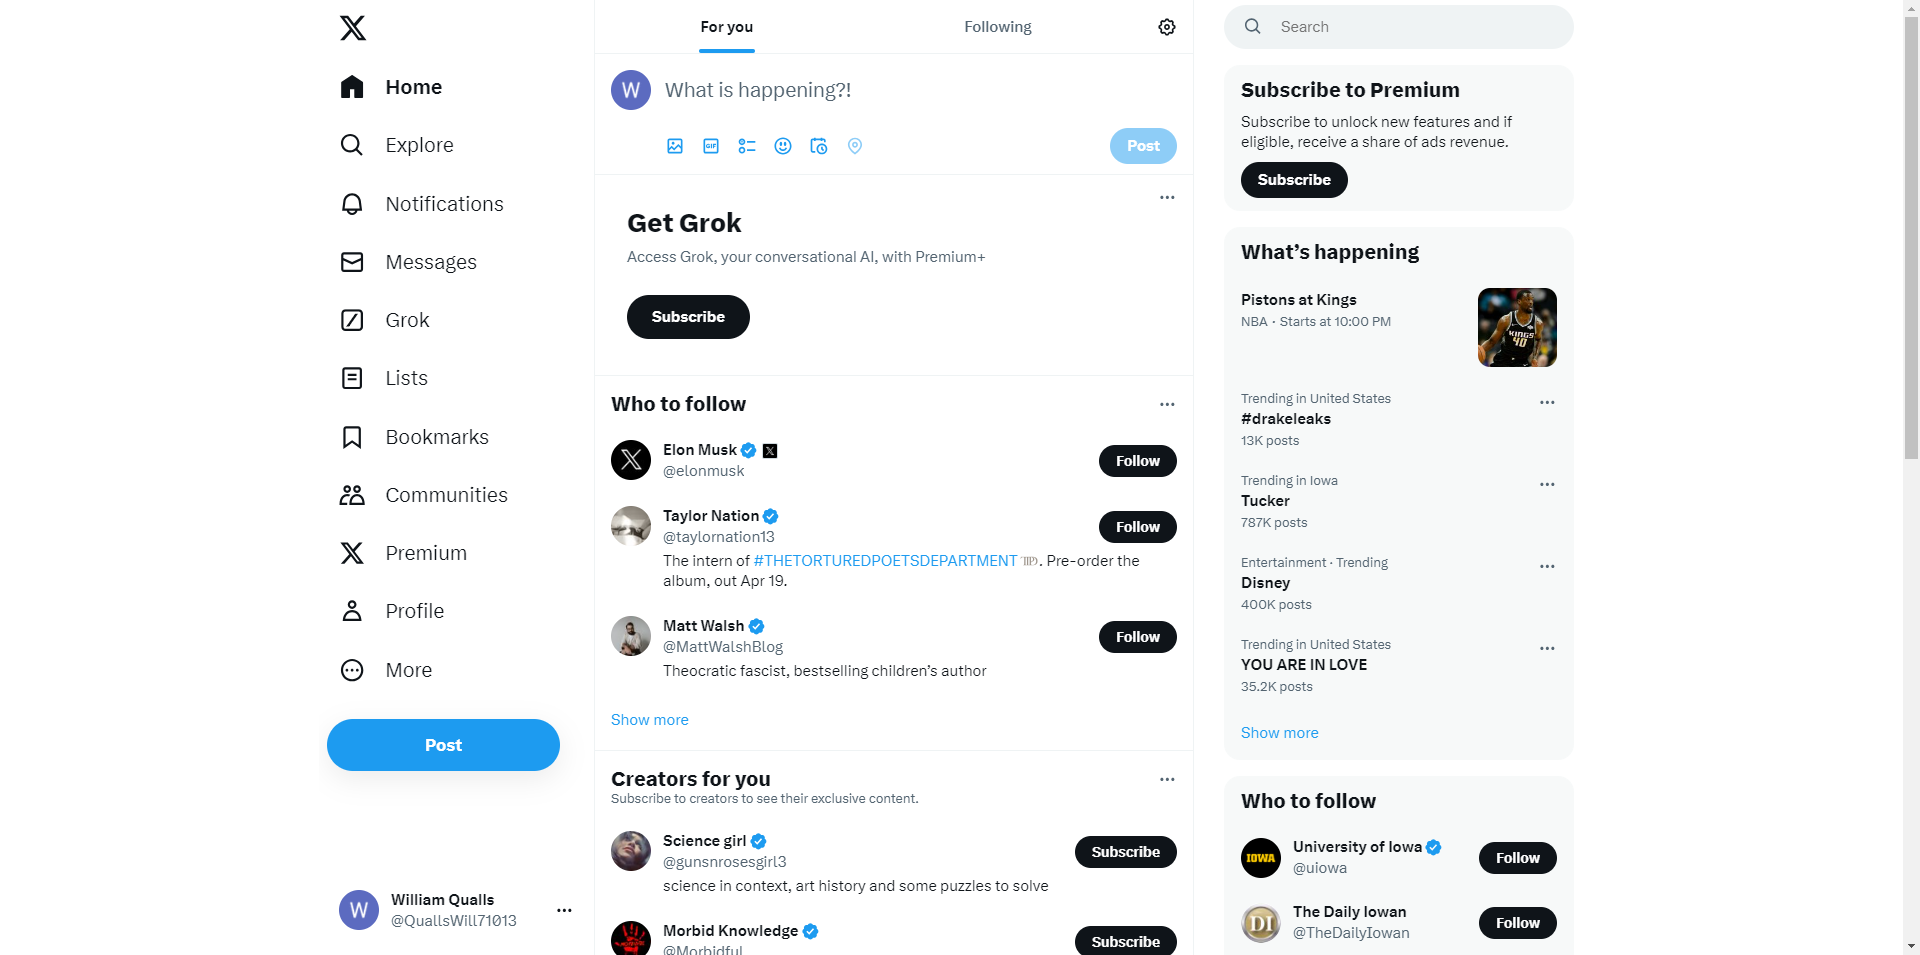 Home
Explore
Notifications
Messages
Grok
Lists
Bookmarks
Communities
Premium
Profile
More
Post
W
William Qualls
@QuallsWill71013
For you
Following
W
What is happening?!
GIF
Post
Get Grok
Access Grok, your conversational AI, with Premium+
Subscribe
Who to follow
Elon Musk
@elonmusk
Follow
Taylor Nation
@taylornation13
Follow
The intern of #THETORTUREDPOETSDEPARTMENT. Pre-order the
album, out Apr 19.
Matt Walsh
@MattWalshBlog
Follow
Theocratic fascist, bestselling children’s author
Show more
Creators for you
Subscribe to creators to see their exclusive content.
Science girl
@gunsnrosesgirl3
Subscribe
science in context, art history and some puzzles to solve
Morbid Knowledge
@Morbidful
Subscribe
Search
Subscribe to Premium
Subscribe to unlock new features and if
eligible, receive a share of ads revenue.
Subscribe
What’s happening
Pistons at Kings
NBA · Starts at 10:00 PM
KINGS
40
Trending in United States
#drakeleaks
13K posts
Trending in Iowa
Tucker
787K posts
Entertainment · Trending
Disney
400K posts
Trending in United States
YOU ARE IN LOVE
35.2K posts
Show more
Who to follow
IOWA
University of Iowa
@uiowa
Follow
DI
The Daily Iowan
@TheDailyIowan
Follow